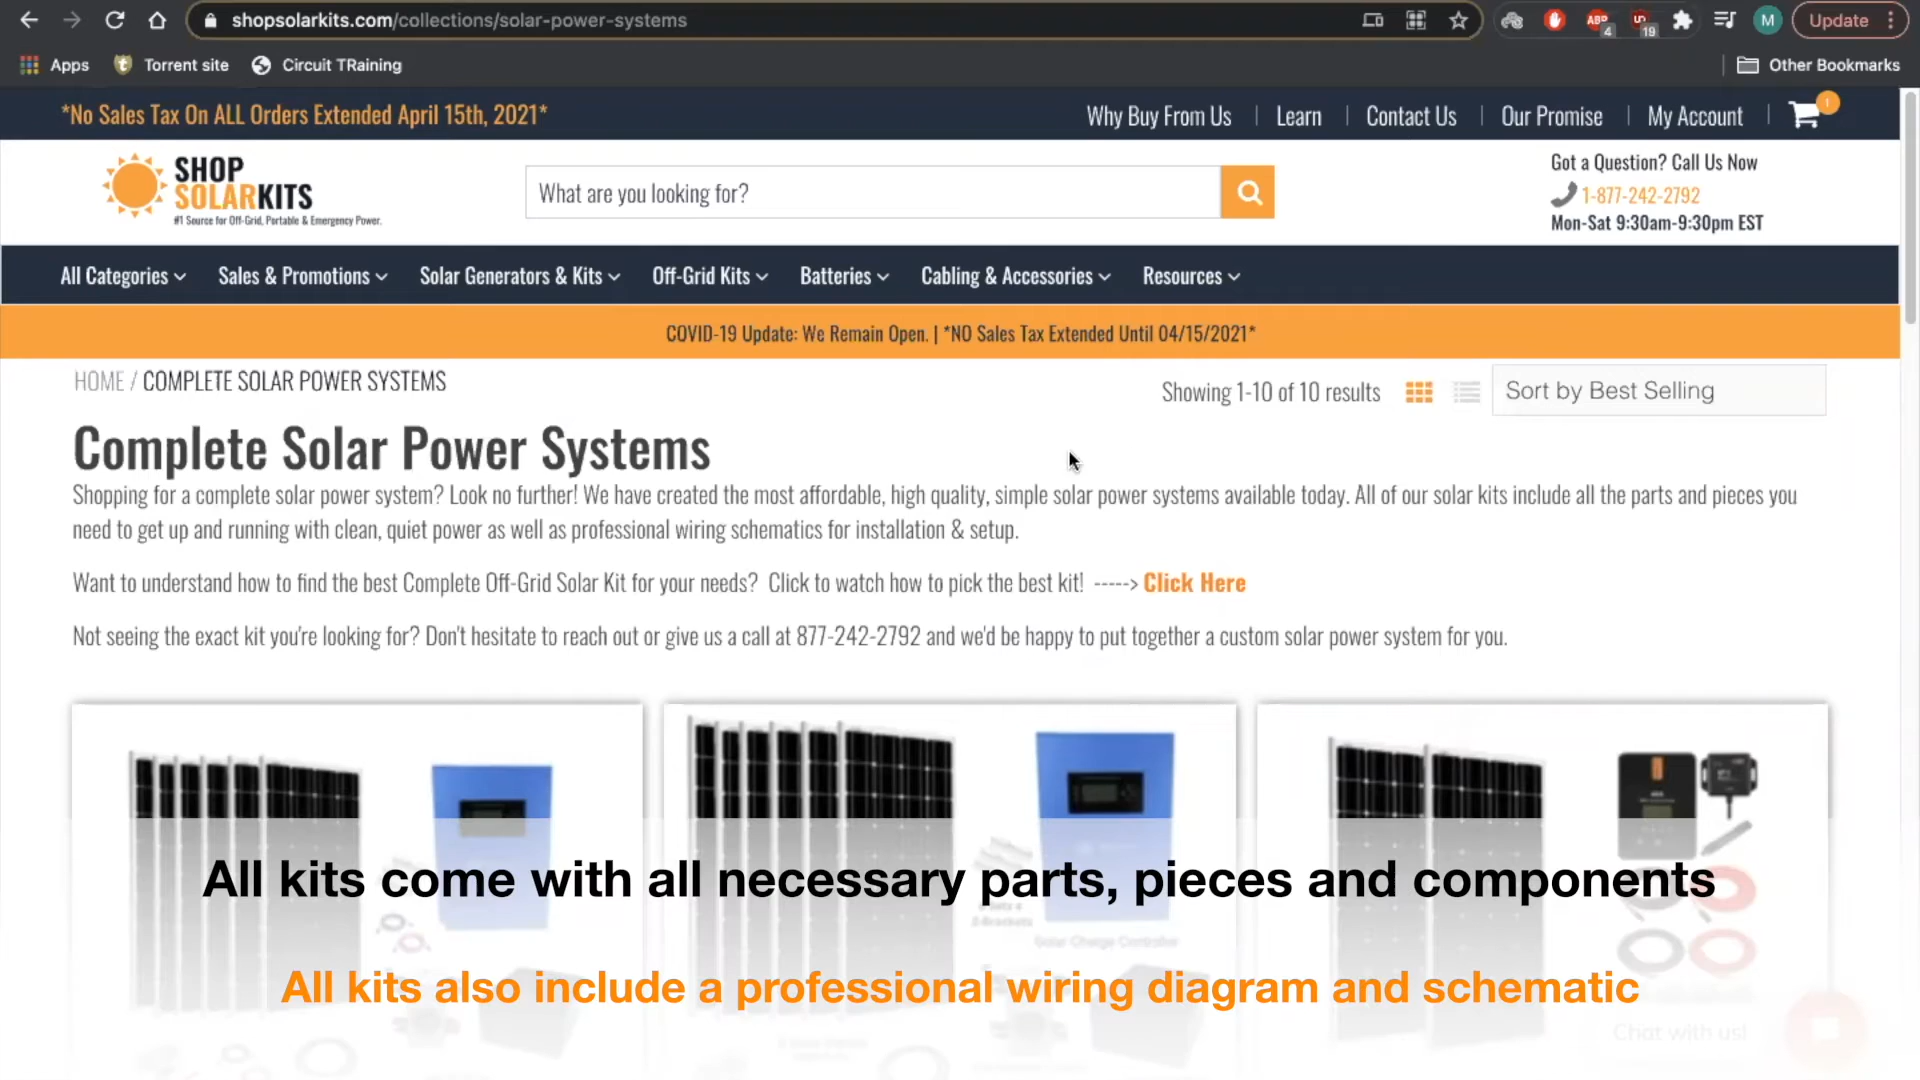 shopsolarkits.com/collections/solar-power-systems
ABP 4
UD 19
M
Update
Apps
Torrent site
Circuit TRaining
Other Bookmarks
*No Sales Tax On ALL Orders Extended April 15th, 2021*
Why Buy From Us
Learn
Contact Us
Our Promise
My Account
1
SHOP
SOLARKITS
#1 Source for Off-Grid, Portable & Emergency Power.
What are you looking for?
Got a Question? Call Us Now
1-877-242-2792
Mon-Sat 9:30am-9:30pm EST
All Categories
Sales & Promotions
Solar Generators & Kits
Off-Grid Kits
Batteries
Cabling & Accessories
Resources
COVID-19 Update: We Remain Open. | *NO Sales Tax Extended Until 04/15/2021*
HOME / COMPLETE SOLAR POWER SYSTEMS
Showing 1-10 of 10 results
Sort by Best Selling
Complete Solar Power Systems
Shopping for a complete solar power system? Look no further! We have created the most affordable, high quality, simple solar power systems available today. All of our solar kits include all the parts and pieces you
need to get up and running with clean, quiet power as well as professional wiring schematics for installation & setup.
Want to understand how to find the best Complete Off-Grid Solar Kit for your needs? Click to watch how to pick the best kit! -----> Click Here
Not seeing the exact kit you're looking for? Don't hesitate to reach out or give us a call at 877-242-2792 and we'd be happy to put together a custom solar power system for you.
All kits come with all necessary parts, pieces and components
Z-Brackets
Solar Charge Controller
All kits also include a professional wiring diagram and schematic
Chat with us!